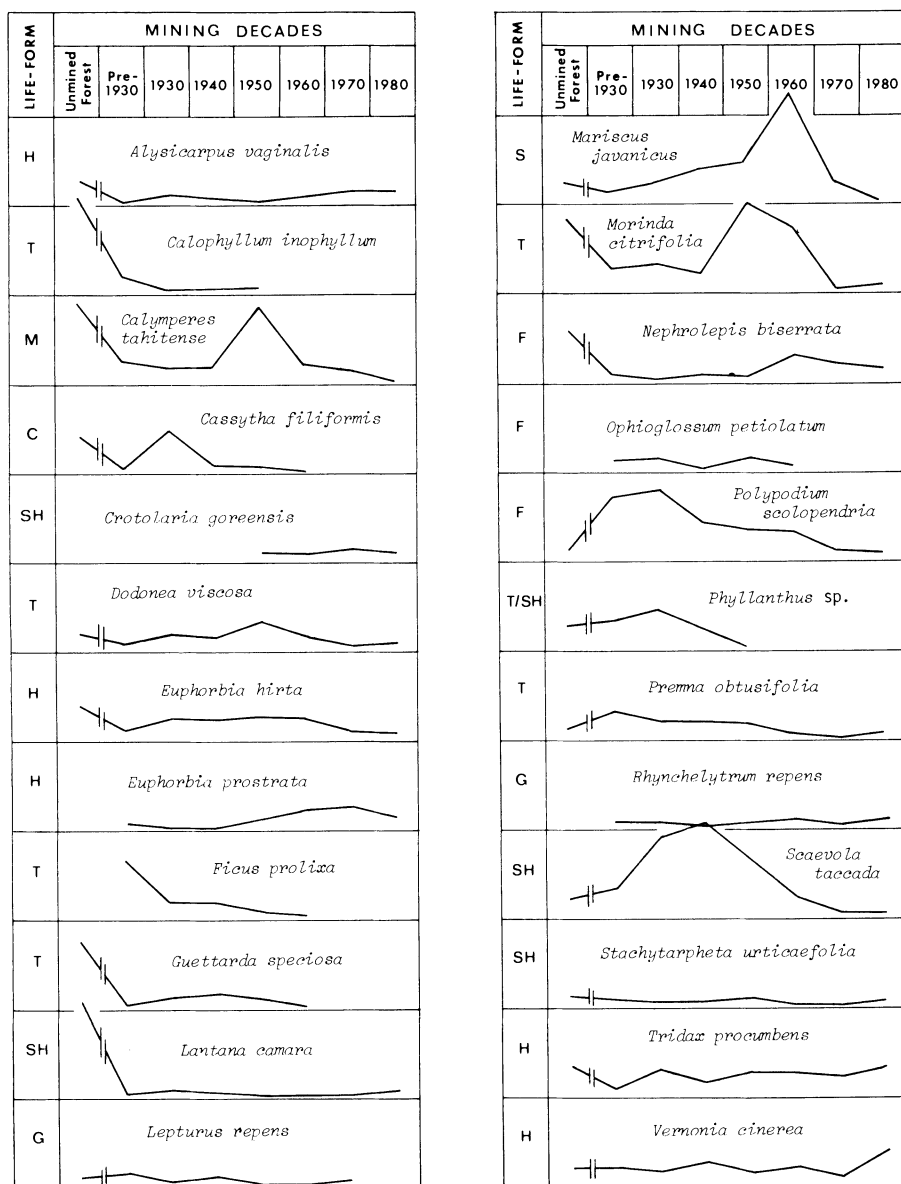 LIFE-FORM
MINING DECADES
Unmined Forest
Pre-1930
1930
1940
1950
1960
1970
1980
H
Alysicarpus vaginalis
T
Calophyllum inophyllum
M
Calymperes
tahitense
C
Cassytha filiformis
SH
Crotolaria goreensis
T
Dodonea viscosa
H
Euphorbia hirta
H
Euphorbia prostrata
T
Ficus prolixa
T
Guettarda speciosa
SH
Lantana camara
G
Lepturus repens
LIFE-FORM
MINING DECADES
Unmined Forest
Pre-1930
1930
1940
1950
1960
1970
1980
S
Mariscus
javanicus
T
Morinda
citrifolia
F
Nephrolepis biserrata
F
Ophioglossum petiolatum
F
Polypodium
scolopendria
T/SH
Phyllanthus sp.
T
Premna obtusifolia
G
Rhynchelytrum repens
SH
Scaevola
taccada
SH
Stachytarpheta urticaefolia
H
Tridax procumbens
H
Vernonia cinerea